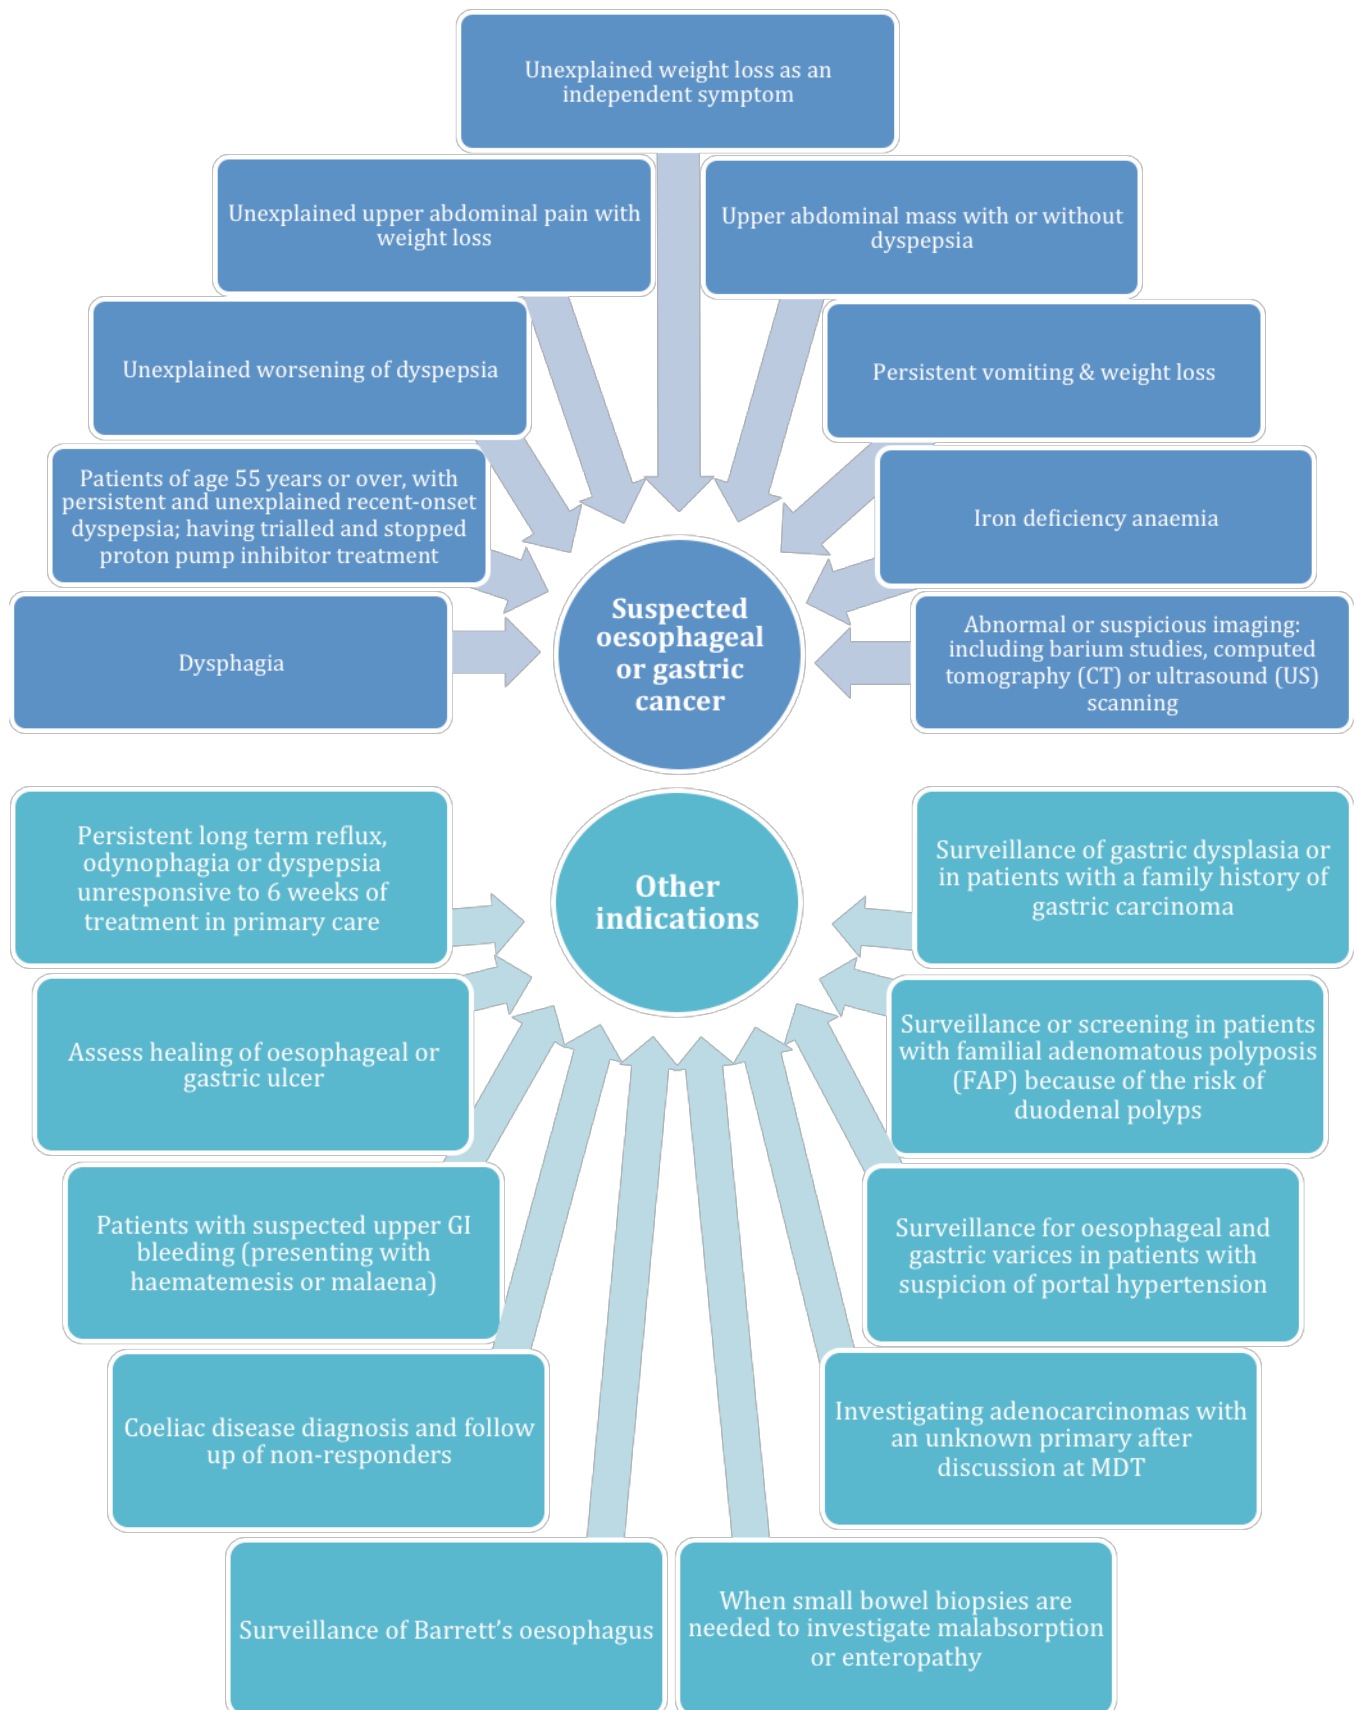 Unexplained weight loss as an
independent symptom
Unexplained upper abdominal pain with
weight loss
Upper abdominal mass with or without
dyspepsia
Unexplained worsening of dyspepsia
Persistent vomiting & weight loss
Patients of age 55 years or over, with
persistent and unexplained recent-onset
dyspepsia; having trialled and stopped
proton pump inhibitor treatment
Iron deficiency anaemia
Dysphagia
Suspected
oesophageal
or gastric
cancer
Abnormal or suspicious imaging:
including barium studies, computed
tomography (CT) or ultrasound (US)
scanning
Persistent long term reflux,
odynophagia or dyspepsia
unresponsive to 6 weeks of
treatment in primary care
Other
indications
Surveillance of gastric dysplasia or
in patients with a family history of
gastric carcinoma
Assess healing of oesophageal or
gastric ulcer
Surveillance or screening in patients
with familial adenomatous polyposis
(FAP) because of the risk of
duodenal polyps
Patients with suspected upper GI
bleeding (presenting with
haematemesis or malaena)
Surveillance for oesophageal and
gastric varices in patients with
suspicion of portal hypertension
Coeliac disease diagnosis and follow
up of non-responders
Investigating adenocarcinomas with
an unknown primary after
discussion at MDT
Surveillance of Barrett’s oesophagus
When small bowel biopsies are
needed to investigate malabsorption
or enteropathy